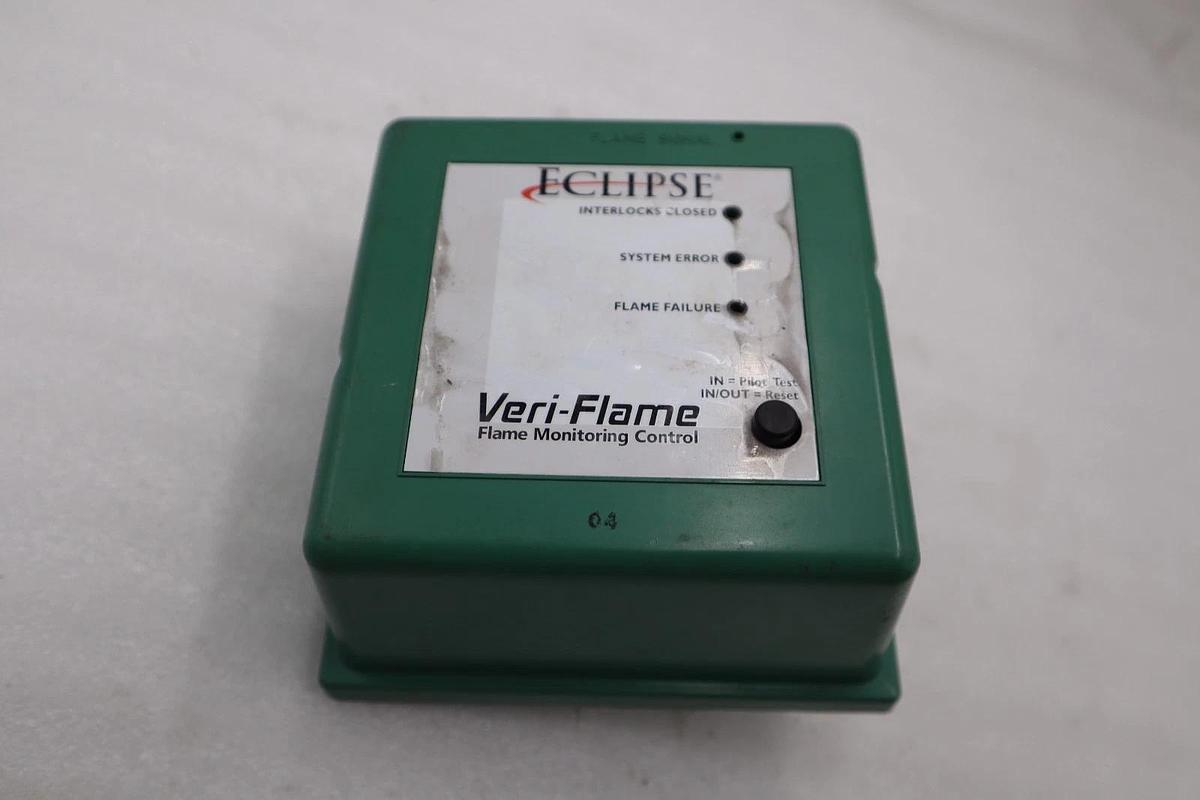 FLAME SIGNAL
ECLIPSE®
INTERLOCKS CLOSED
SYSTEM ERROR
FLAME FAILURE
IN = Pilot Test
IN/OUT = Reset
Veri-Flame
Flame Monitoring Control
04